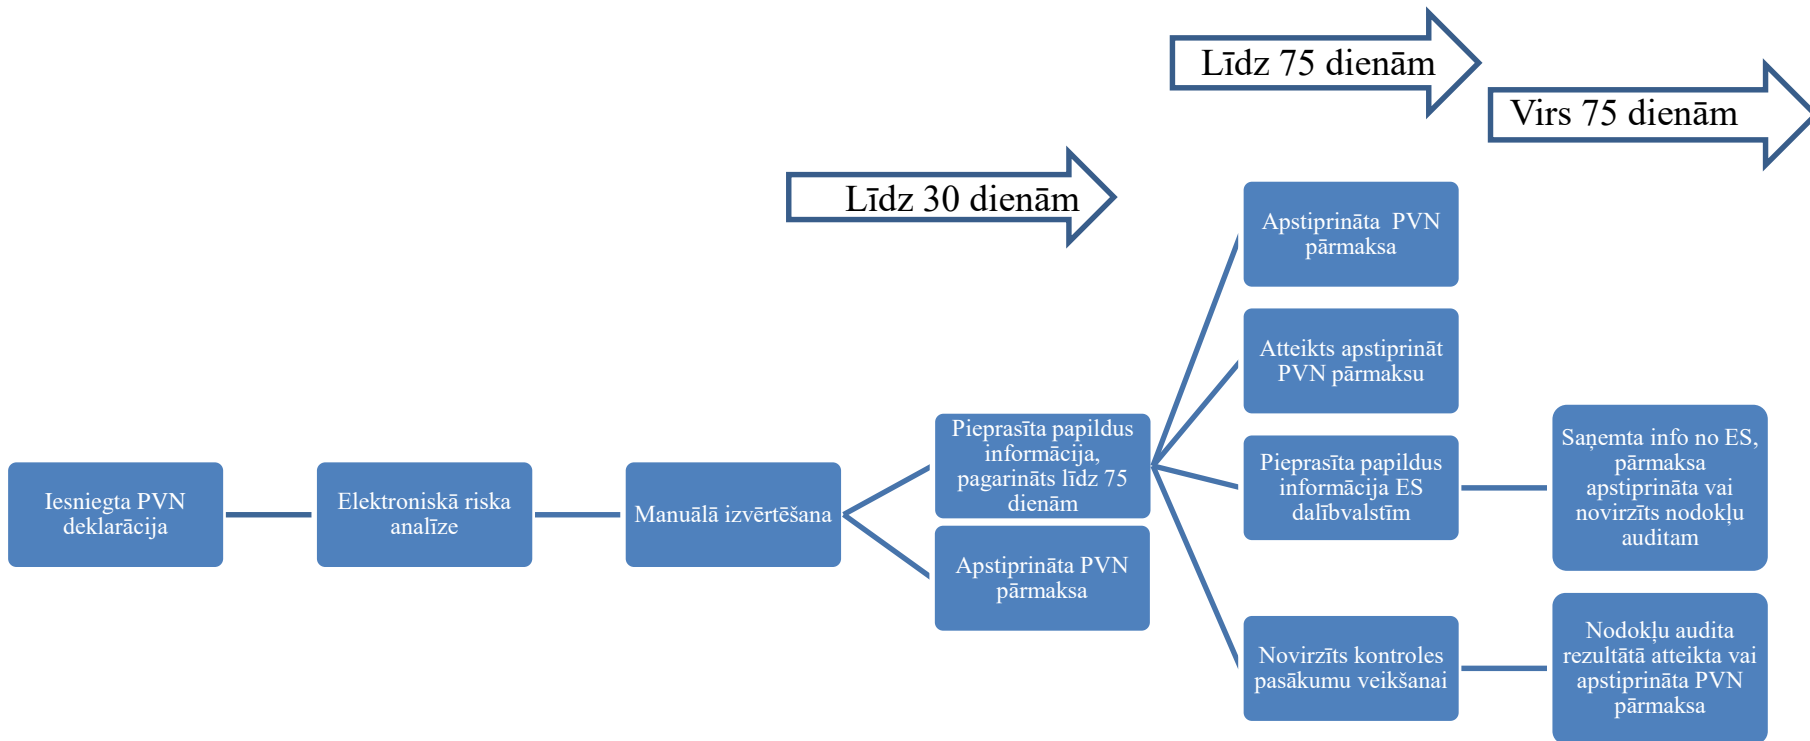 Līdz 75 dienām
Virs 75 dienām
Līdz 30 dienām
Iesniegta PVN
deklarācija
Elektroniskā riska
analīze
Manuālā izvērtēšana
Pieprasīta papildus
informācija,
pagarināts līdz 75
dienām
Apstiprināta PVN
pārmaksa
Apstiprināta  PVN
pārmaksa
Atteikts apstiprināt
PVN pārmaksu
Pieprasīta papildus
informācija ES
dalībvalstīm
Novirzīts kontroles
pasākumu veikšanai
Saņemta info no ES,
pārmaksa
apstiprināta vai
novirzīts nodokļu
auditam
Nodokļu audita
rezultātā atteikta vai
apstiprināta PVN
pārmaksa